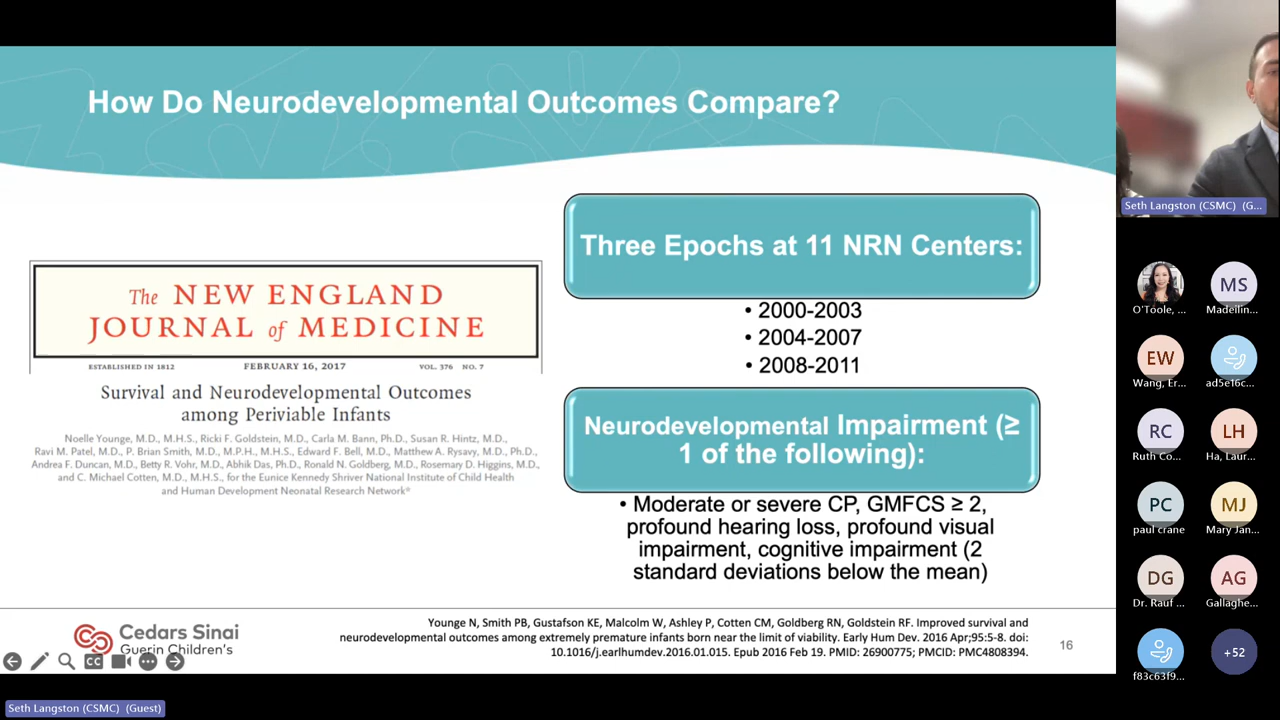 How Do Neurodevelopmental Outcomes Compare?
The NEW ENGLAND
JOURNAL of MEDICINE
ESTABLISHED IN 1812 FEBRUARY 16, 2017 VOL. 376 NO. 7
Survival and Neurodevelopmental Outcomes
among Periviable Infants
Noelle Younge, M.D., M.H.S., Ricki F. Goldstein, M.D., Carla M. Bann, Ph.D., Susan R. Hintz, M.D.,
Ravi M. Patel, M.D., P. Brian Smith, M.D., M.P.H., M.H.S., Edward F. Bell, M.D., Matthew A. Rysavy, M.D., Ph.D.,
Andrea F. Duncan, M.D., Betty R. Vohr, M.D., Abhik Das, Ph.D., Ronald N. Goldberg, M.D., Rosemary D. Higgins, M.D.,
and C. Michael Cotten, M.D., M.H.S., for the Eunice Kennedy Shriver National Institute of Child Health
and Human Development Neonatal Research Network*
Three Epochs at 11 NRN Centers:
• 2000-2003
• 2004-2007
• 2008-2011
Neurodevelopmental Impairment (≥
1 of the following):
• Moderate or severe CP, GMFCS ≥ 2,
profound hearing loss, profound visual
impairment, cognitive impairment (2
standard deviations below the mean)
Younge N, Smith PB, Gustafson KE, Malcolm W, Ashley P, Cotten CM, Goldberg RN, Goldstein RF. Improved survival and
neurodevelopmental outcomes among extremely premature infants born near the limit of viability. Early Hum Dev. 2016 Apr;95:5-8. doi:
10.1016/j.earlhumdev.2016.01.015. Epub 2016 Feb 19. PMID: 26900775; PMCID: PMC4808394.
16
Cedars Sinai
Guerin Children's
CC
Seth Langston (CSMC) (Guest)
Seth Langston (CSMC) (G...
O'Toole, ...
MS
Madeilin...
EW
Wang, Er...
ad5e16c...
RC
Ruth Co...
LH
Ha, Laur...
PC
paul crane
MJ
Mary Jan...
DG
Dr. Rauf ...
AG
Gallaghe...
f83c63f9...
+52